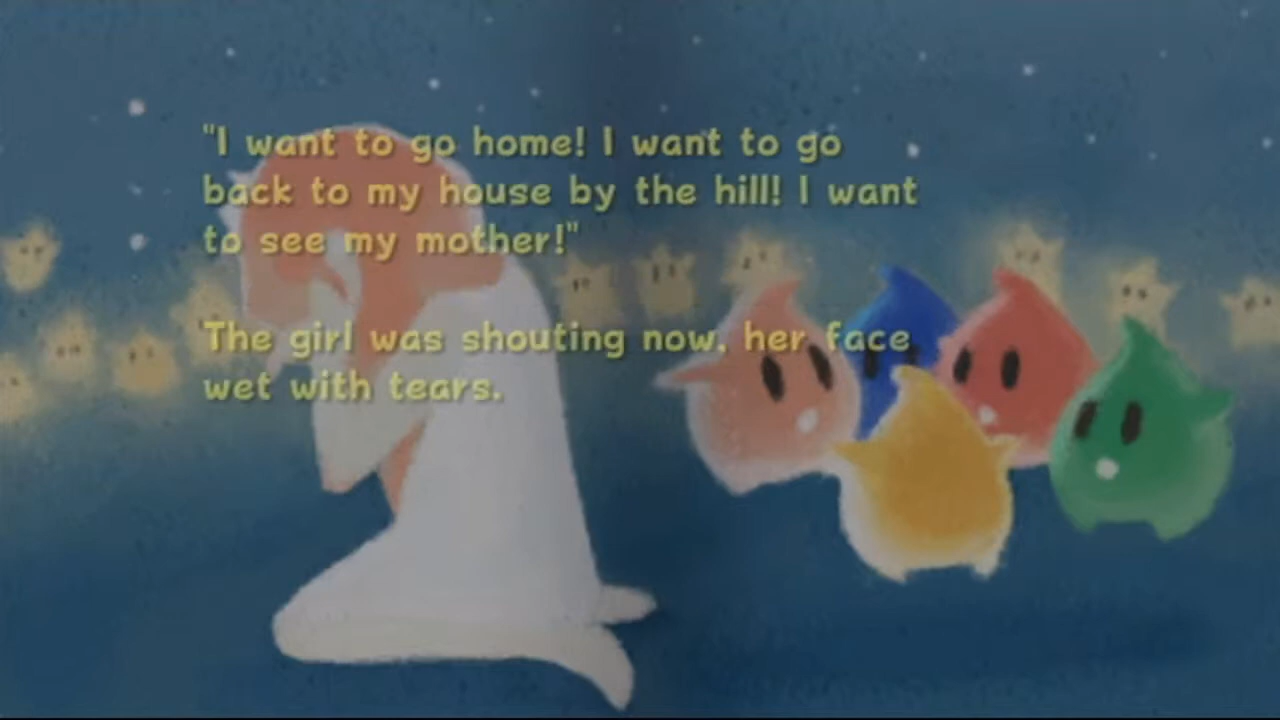 "I want to go home! I want to go
back to my house by the hill! I want
to see my mother!"
The girl was shouting now, her face
wet with tears.